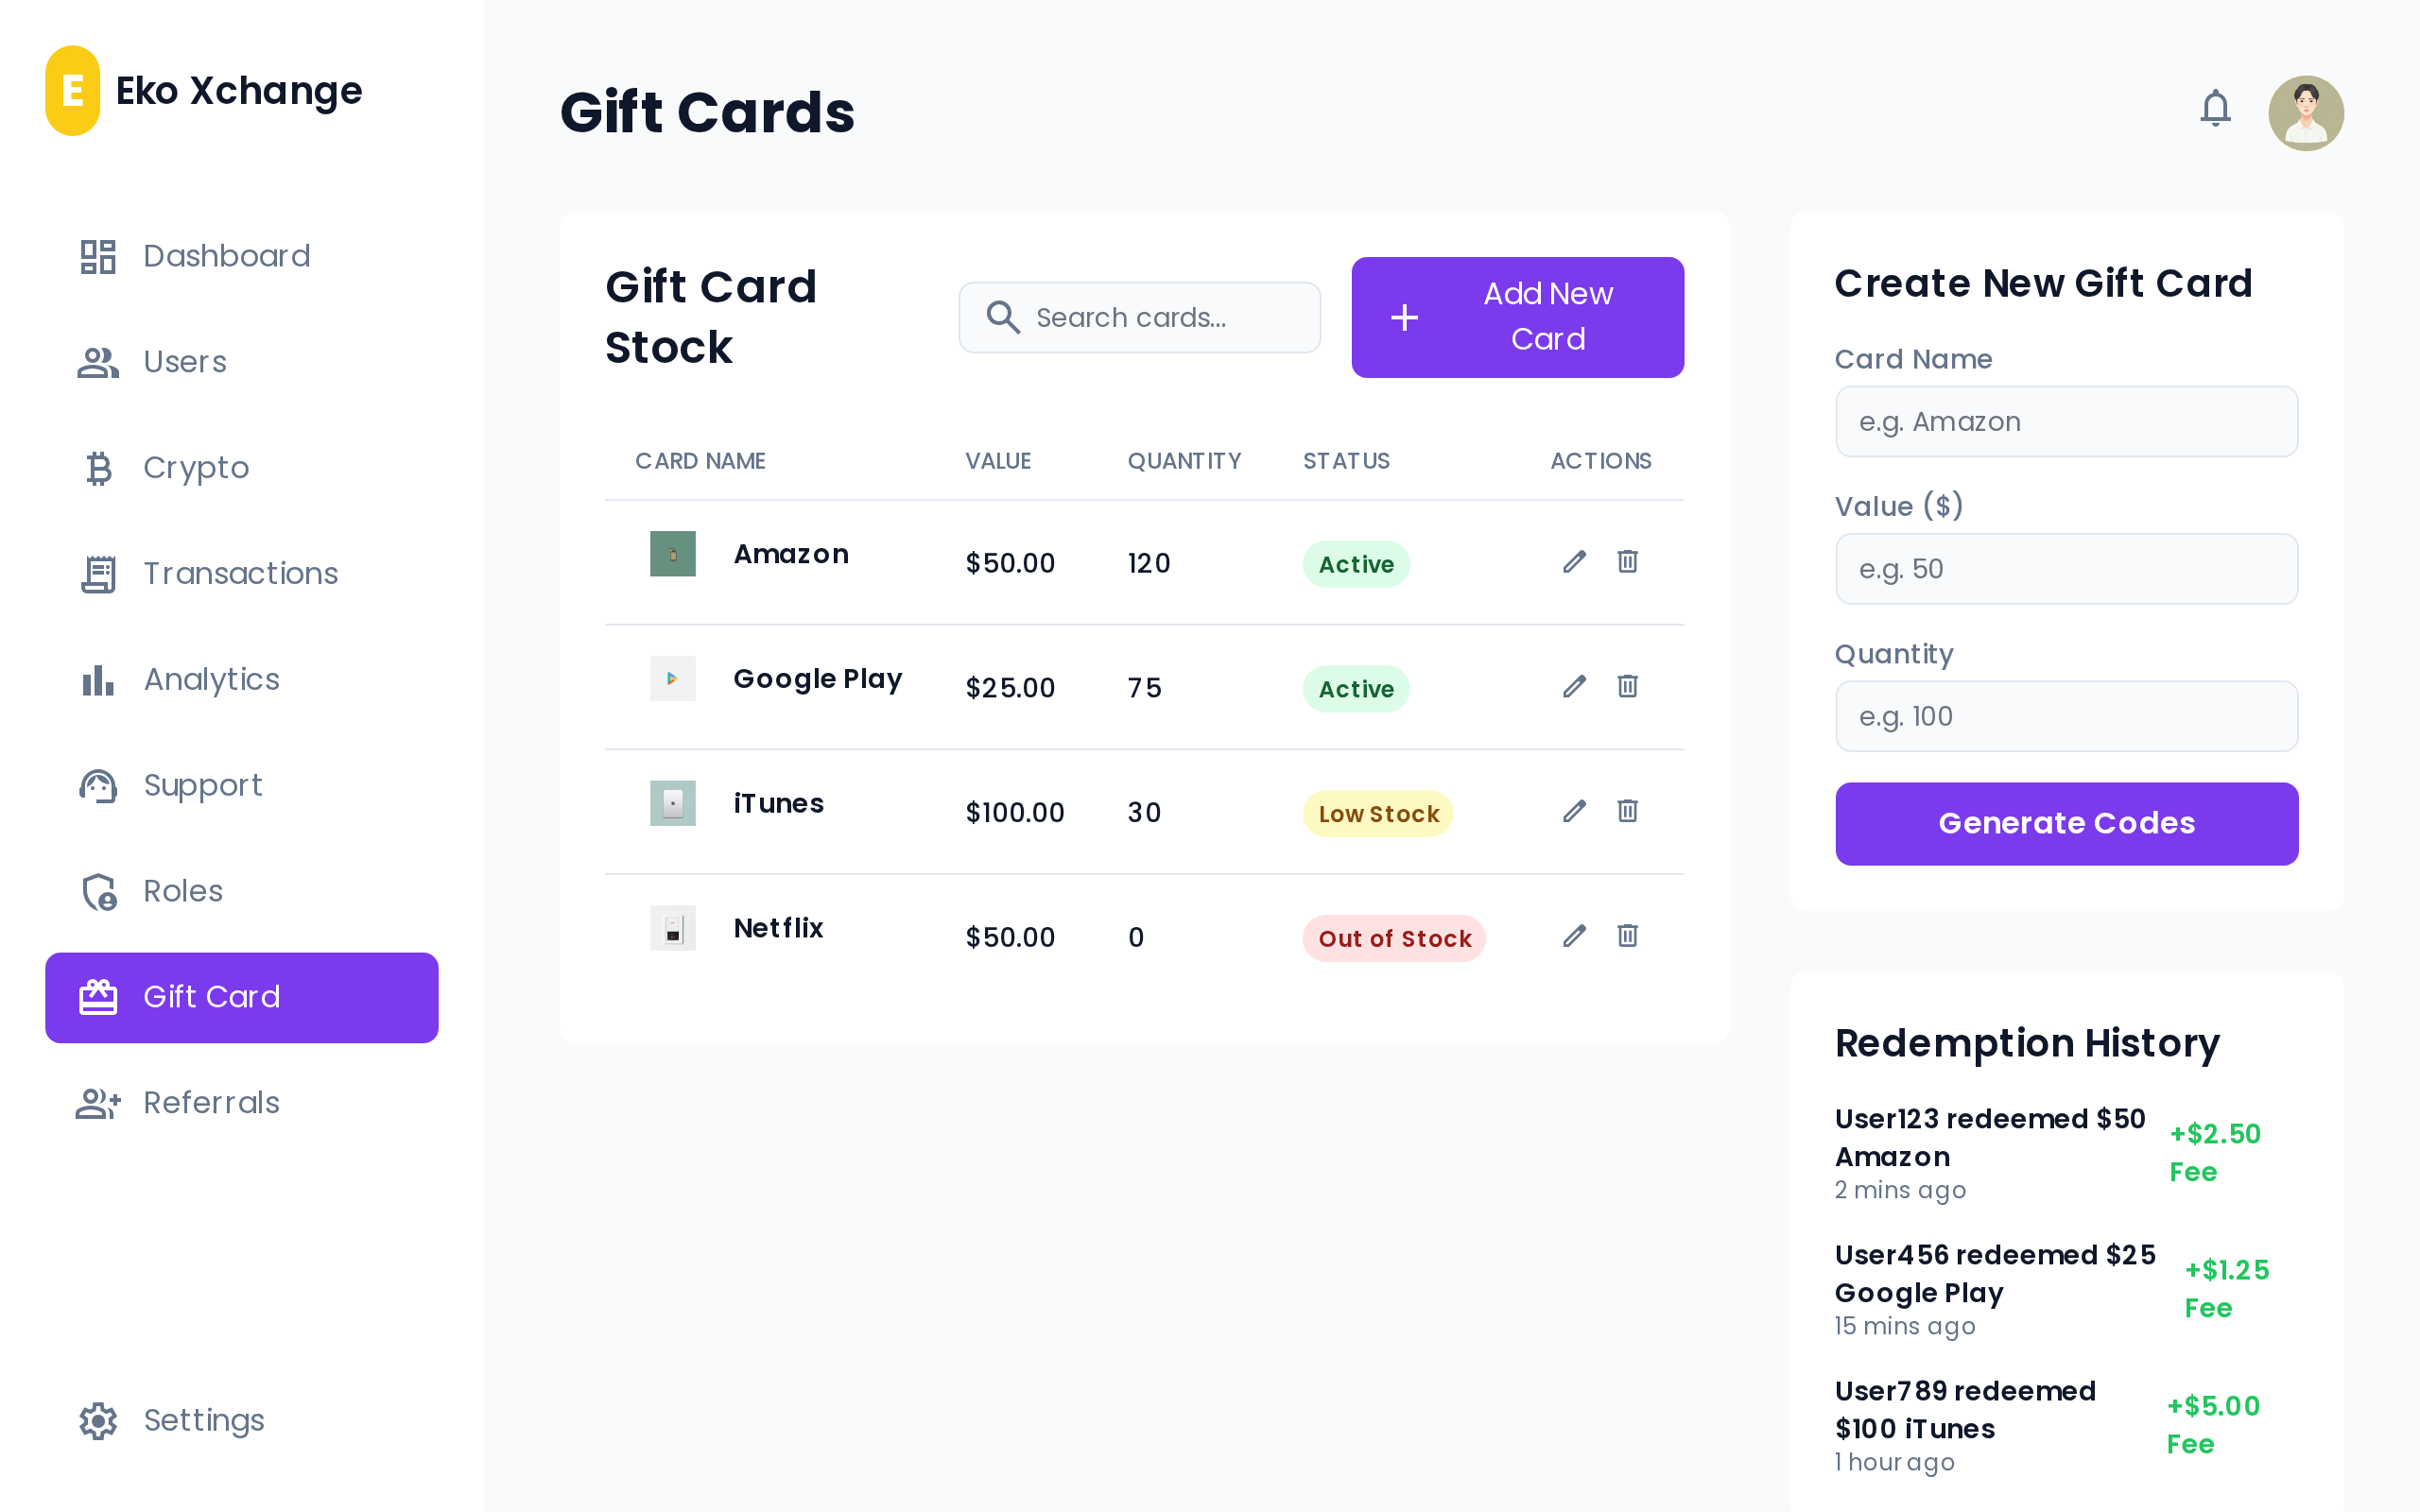 E
Eko Xchange
Dashboard
Users
Crypto
Transactions
Analytics
Support
Roles
Gift Card
Referrals
Settings
Gift Cards
Gift Card
Stock
Search cards...
Add New
Card
CARD NAME VALUE QUANTITY STATUS ACTIONS
Amazon $50.00 120 Active
Google Play $25.00 75 Active
iTunes $100.00 30 Low Stock
Netflix $50.00 0 Out of Stock
Create New Gift Card
Card Name
e.g. Amazon
Value ($)
e.g. 50
Quantity
e.g. 100
Generate Codes
Redemption History
User123 redeemed $50
Amazon
2 mins ago
+$2.50
Fee
User456 redeemed $25
Google Play
15 mins ago
+$1.25
Fee
User789 redeemed
$100 iTunes
1 hour ago
+$5.00
Fee